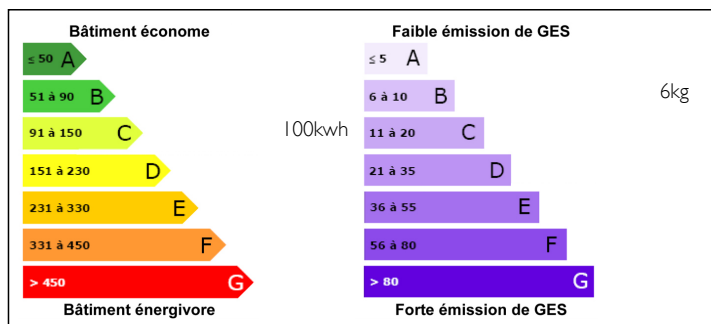 Bâtiment économe
≤ 50 A
51 à 90 B
91 à 150 C
100kwh
151 à 230 D
231 à 330 E
331 à 450 F
> 450 G
Bâtiment énergivore
Faible émission de GES
≤ 5 A
6 à 10 B
6kg
11 à 20 C
21 à 35 D
36 à 55 E
56 à 80 F
> 80 G
Forte émission de GES